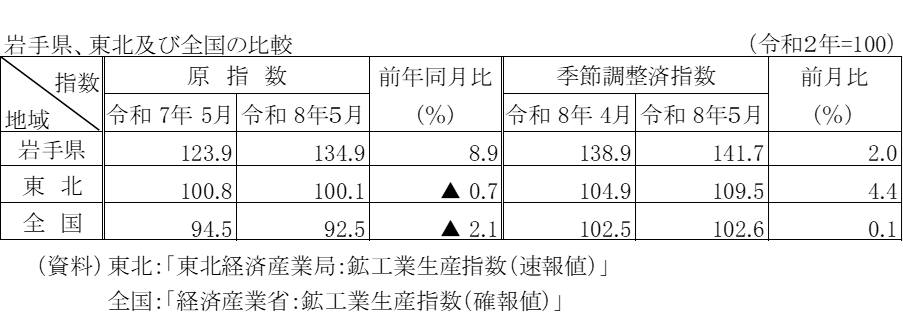 岩手県、東北及び全国の比較 (令和2年=100)
指数 原 指 数 前年同月比 季節調整済指数 前月比
地域 令和 7年 5月 令和 8年5月 (%) 令和 8年 4月 令和 8年5月 (%)
岩手県 123.9 134.9 8.9 138.9 141.7 2.0
東 北 100.8 100.1 ▲ 0.7 104.9 109.5 4.4
全 国 94.5 92.5 ▲ 2.1 102.5 102.6 0.1
(資料) 東北:「東北経済産業局:鉱工業生産指数(速報値)」
全国:「経済産業省:鉱工業生産指数(確報値)」